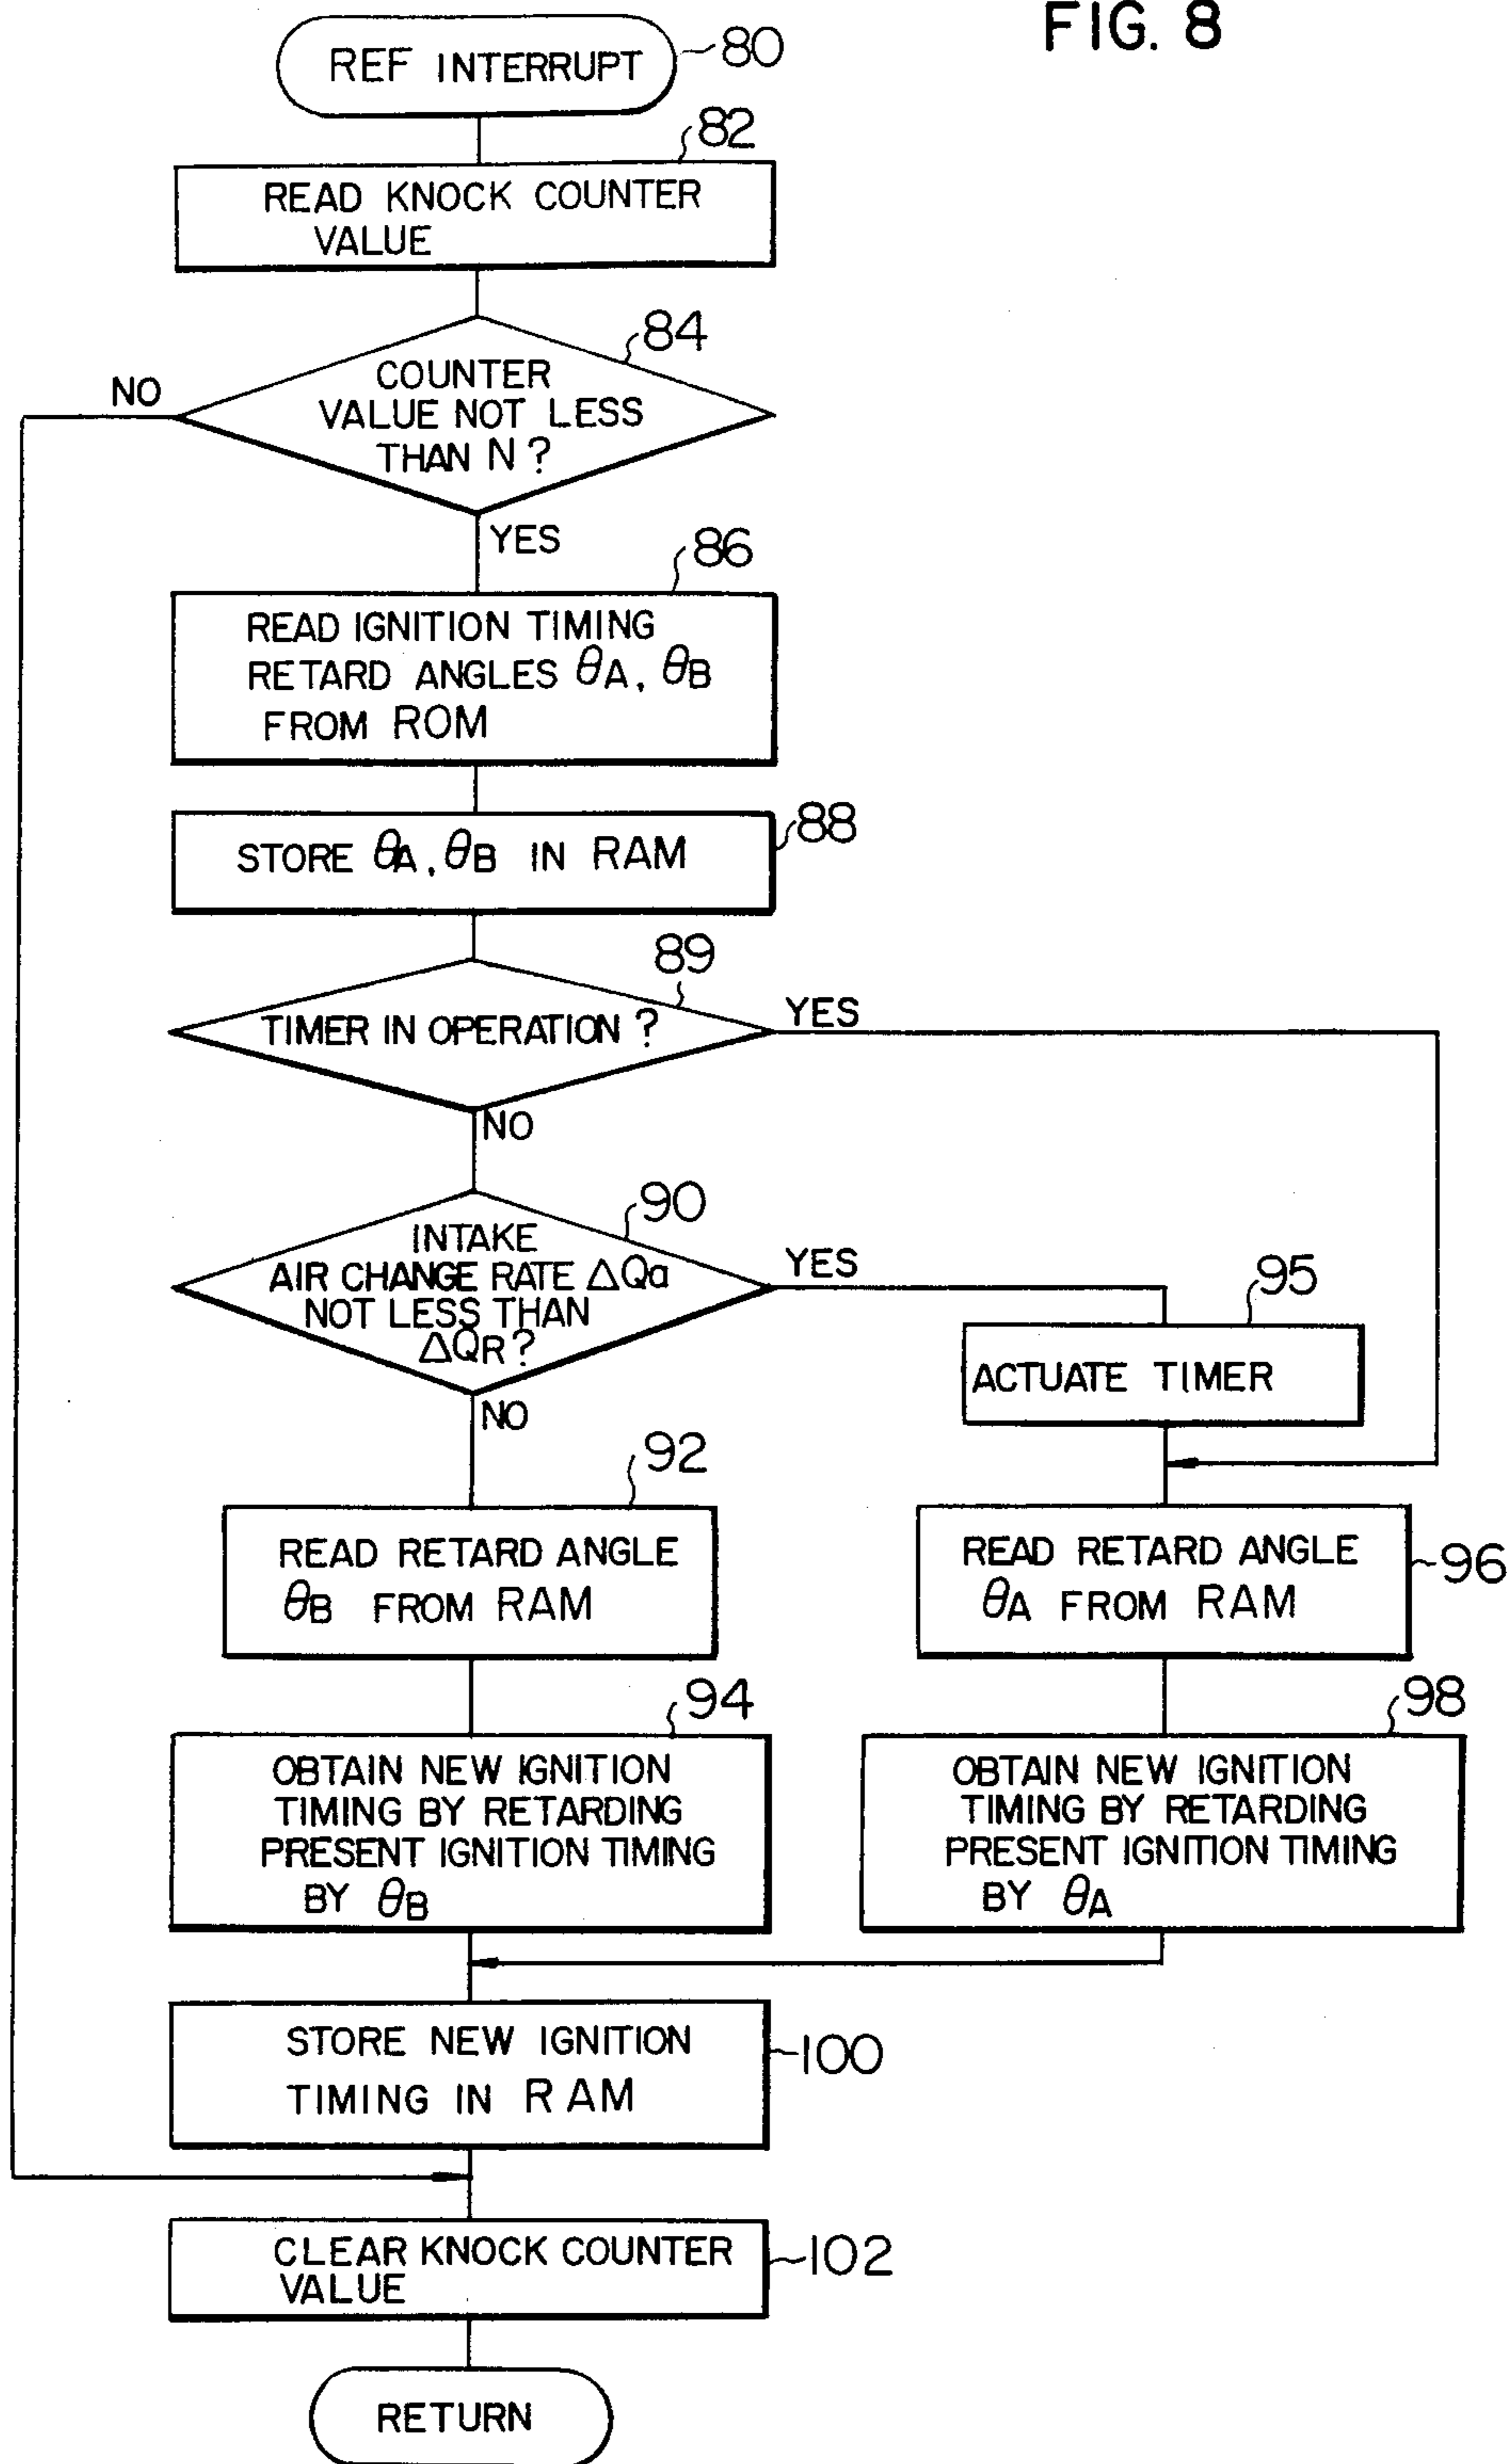 FIG. 8
REF INTERRUPT
80
82
READ KNOCK COUNTER
VALUE
84
COUNTER
VALUE NOT LESS
THAN N?
NO
YES
86
READ IGNITION TIMING
RETARD ANGLES θA, θB
FROM ROM
88
STORE θA, θB IN RAM
89
TIMER IN OPERATION ?
YES
NO
90
INTAKE
AIR CHANGE RATE ΔQa
NOT LESS THAN
ΔQR?
YES
NO
95
ACTUATE TIMER
92
READ RETARD ANGLE
θB FROM RAM
READ RETARD ANGLE
θA FROM RAM
96
94
OBTAIN NEW IGNITION
TIMING BY RETARDING
PRESENT IGNITION TIMING
BY θB
98
OBTAIN NEW IGNITION
TIMING BY RETARDING
PRESENT IGNITION TIMING
BY θA
STORE NEW IGNITION
TIMING IN RAM
100
CLEAR KNOCK COUNTER
VALUE
102
RETURN